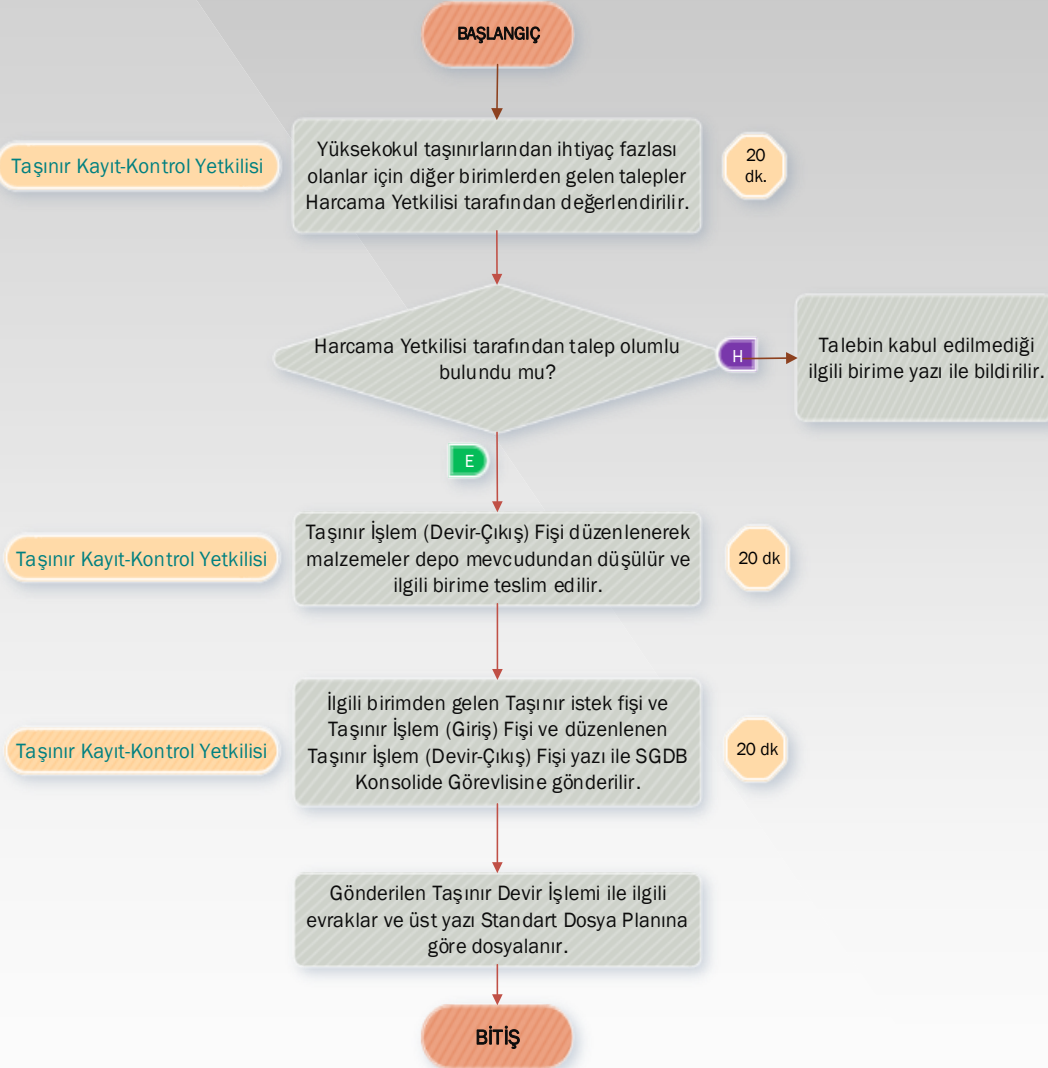 BAŞLANGIÇ
Taşınır Kayıt-Kontrol Yetkilisi
Yüksekokul taşınırlarından ihtiyaç fazlası
olanlar için diğer birimlerden gelen talepler
Harcama Yetkilisi tarafından değerlendirilir.
20
dk.
Harcama Yetkilisi tarafından talep olumlu
bulundu mu?
H
Talebin kabul edilmediği
ilgili birime yazı ile bildirilir.
E
Taşınır Kayıt-Kontrol Yetkilisi
Taşınır İşlem (Devir-Çıkış) Fişi düzenlenerek
malzemeler depo mevcudundan düşülür ve
ilgili birime teslim edilir.
20 dk
Taşınır Kayıt-Kontrol Yetkilisi
İlgili birimden gelen Taşınır istek fişi ve
Taşınır İşlem (Giriş) Fişi ve düzenlenen
Taşınır İşlem (Devir-Çıkış) Fişi yazı ile SGDB
Konsolide Görevlisine gönderilir.
20 dk
Gönderilen Taşınır Devir İşlemi ile ilgili
evraklar ve üst yazı Standart Dosya Planına
göre dosyalanır.
BİTİŞ